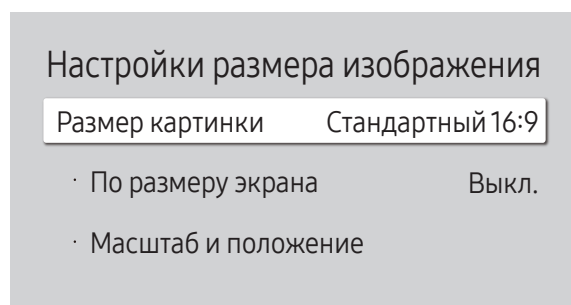 Настройки размера изображения
Размер картинки Стандартный 16:9
· По размеру экрана Выкл.
· Масштаб и положение